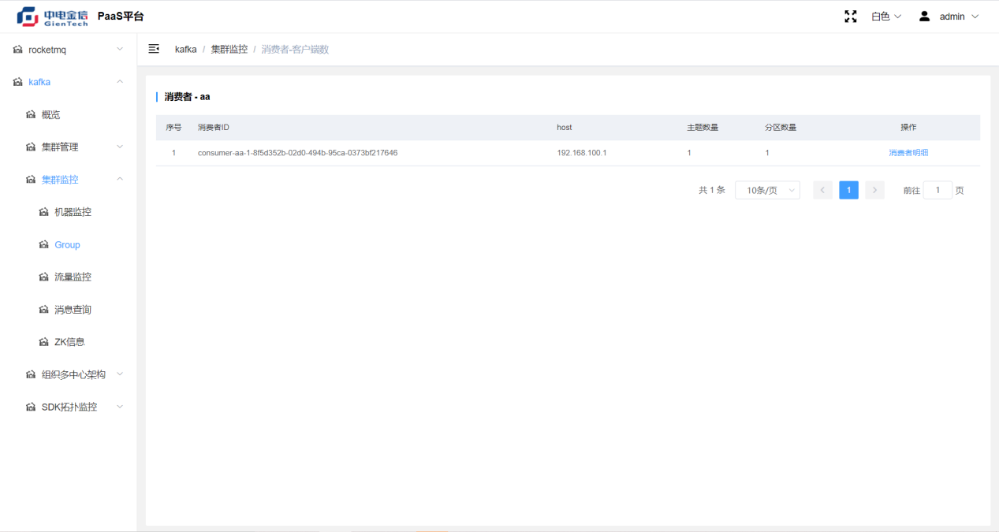 中电金信 GienTech PaaS平台 白色 admin
rocketmq
kafka
概览
集群管理
集群监控
机器监控
Group
流量监控
消息查询
ZK信息
组织多中心架构
SDK拓扑监控
kafka / 集群监控 / 消费者-客户端数
消费者 - aa
序号 消费者ID host 主题数量 分区数量 操作
1 consumer-aa-1-8f5d352b-02d0-494b-95ca-0373bf217646 192.168.100.1 1 1 消费者明细
共 1 条 10条/页 < 1 > 前往 1 页